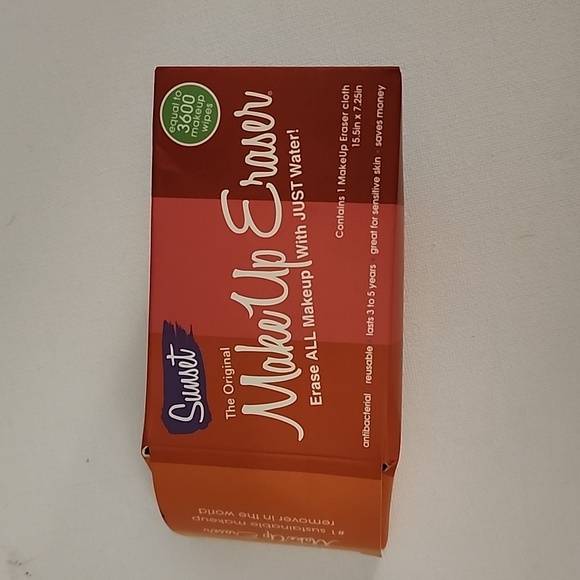 Sunset
equal to
3600
makeup
wipes
The Original
MakeUp Eraser®
Erase ALL Makeup With JUST Water!
Contains 1 MakeUp Eraser cloth
15.5in x 7.25in
antibacterial · reusable · lasts 3 to 5 years · great for sensitive skin · saves money
MakeUp Eraser
#1 sustainable makeup
remover in the world